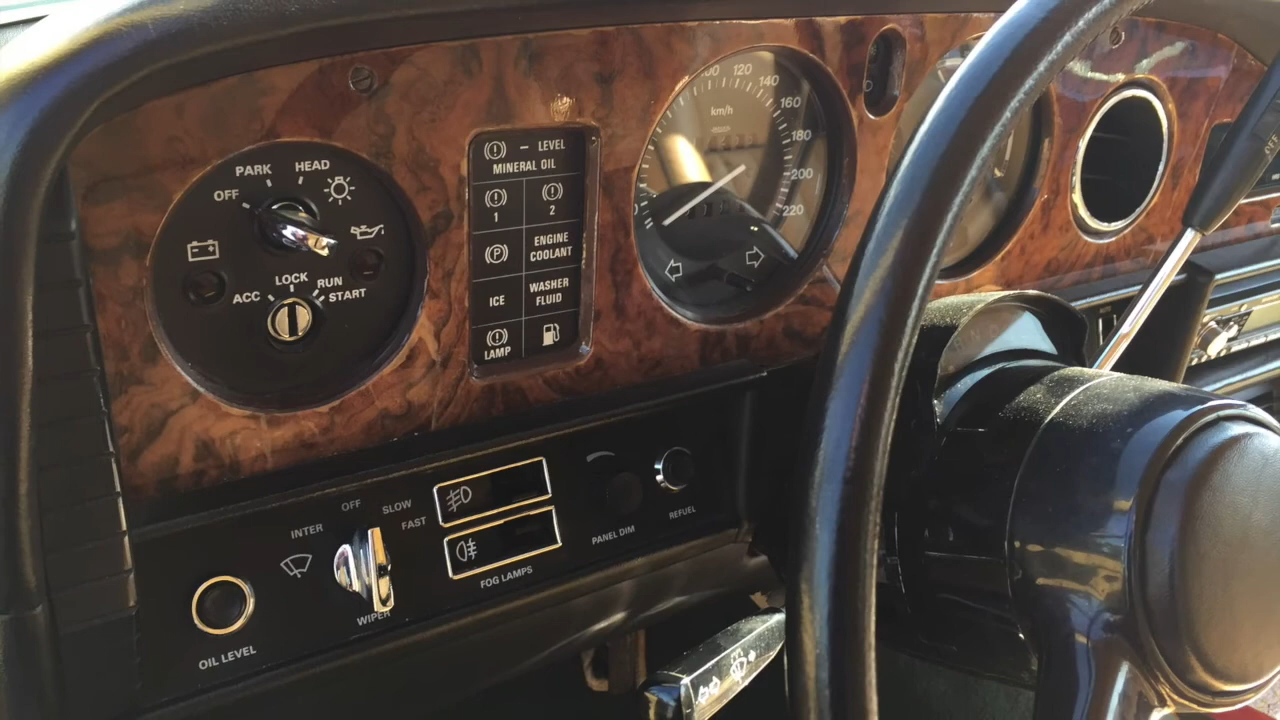 PARK
HEAD
OFF
LOCK
ACC
RUN
START
- LEVEL
MINERAL OIL
1
2
P
ENGINE
COOLANT
ICE
WASHER
FLUID
LAMP
120
140
160
180
200
220
km/h
OFF
INTER
SLOW
FAST
WIPER
OIL LEVEL
FOG LAMPS
PANEL DIM
REFUEL